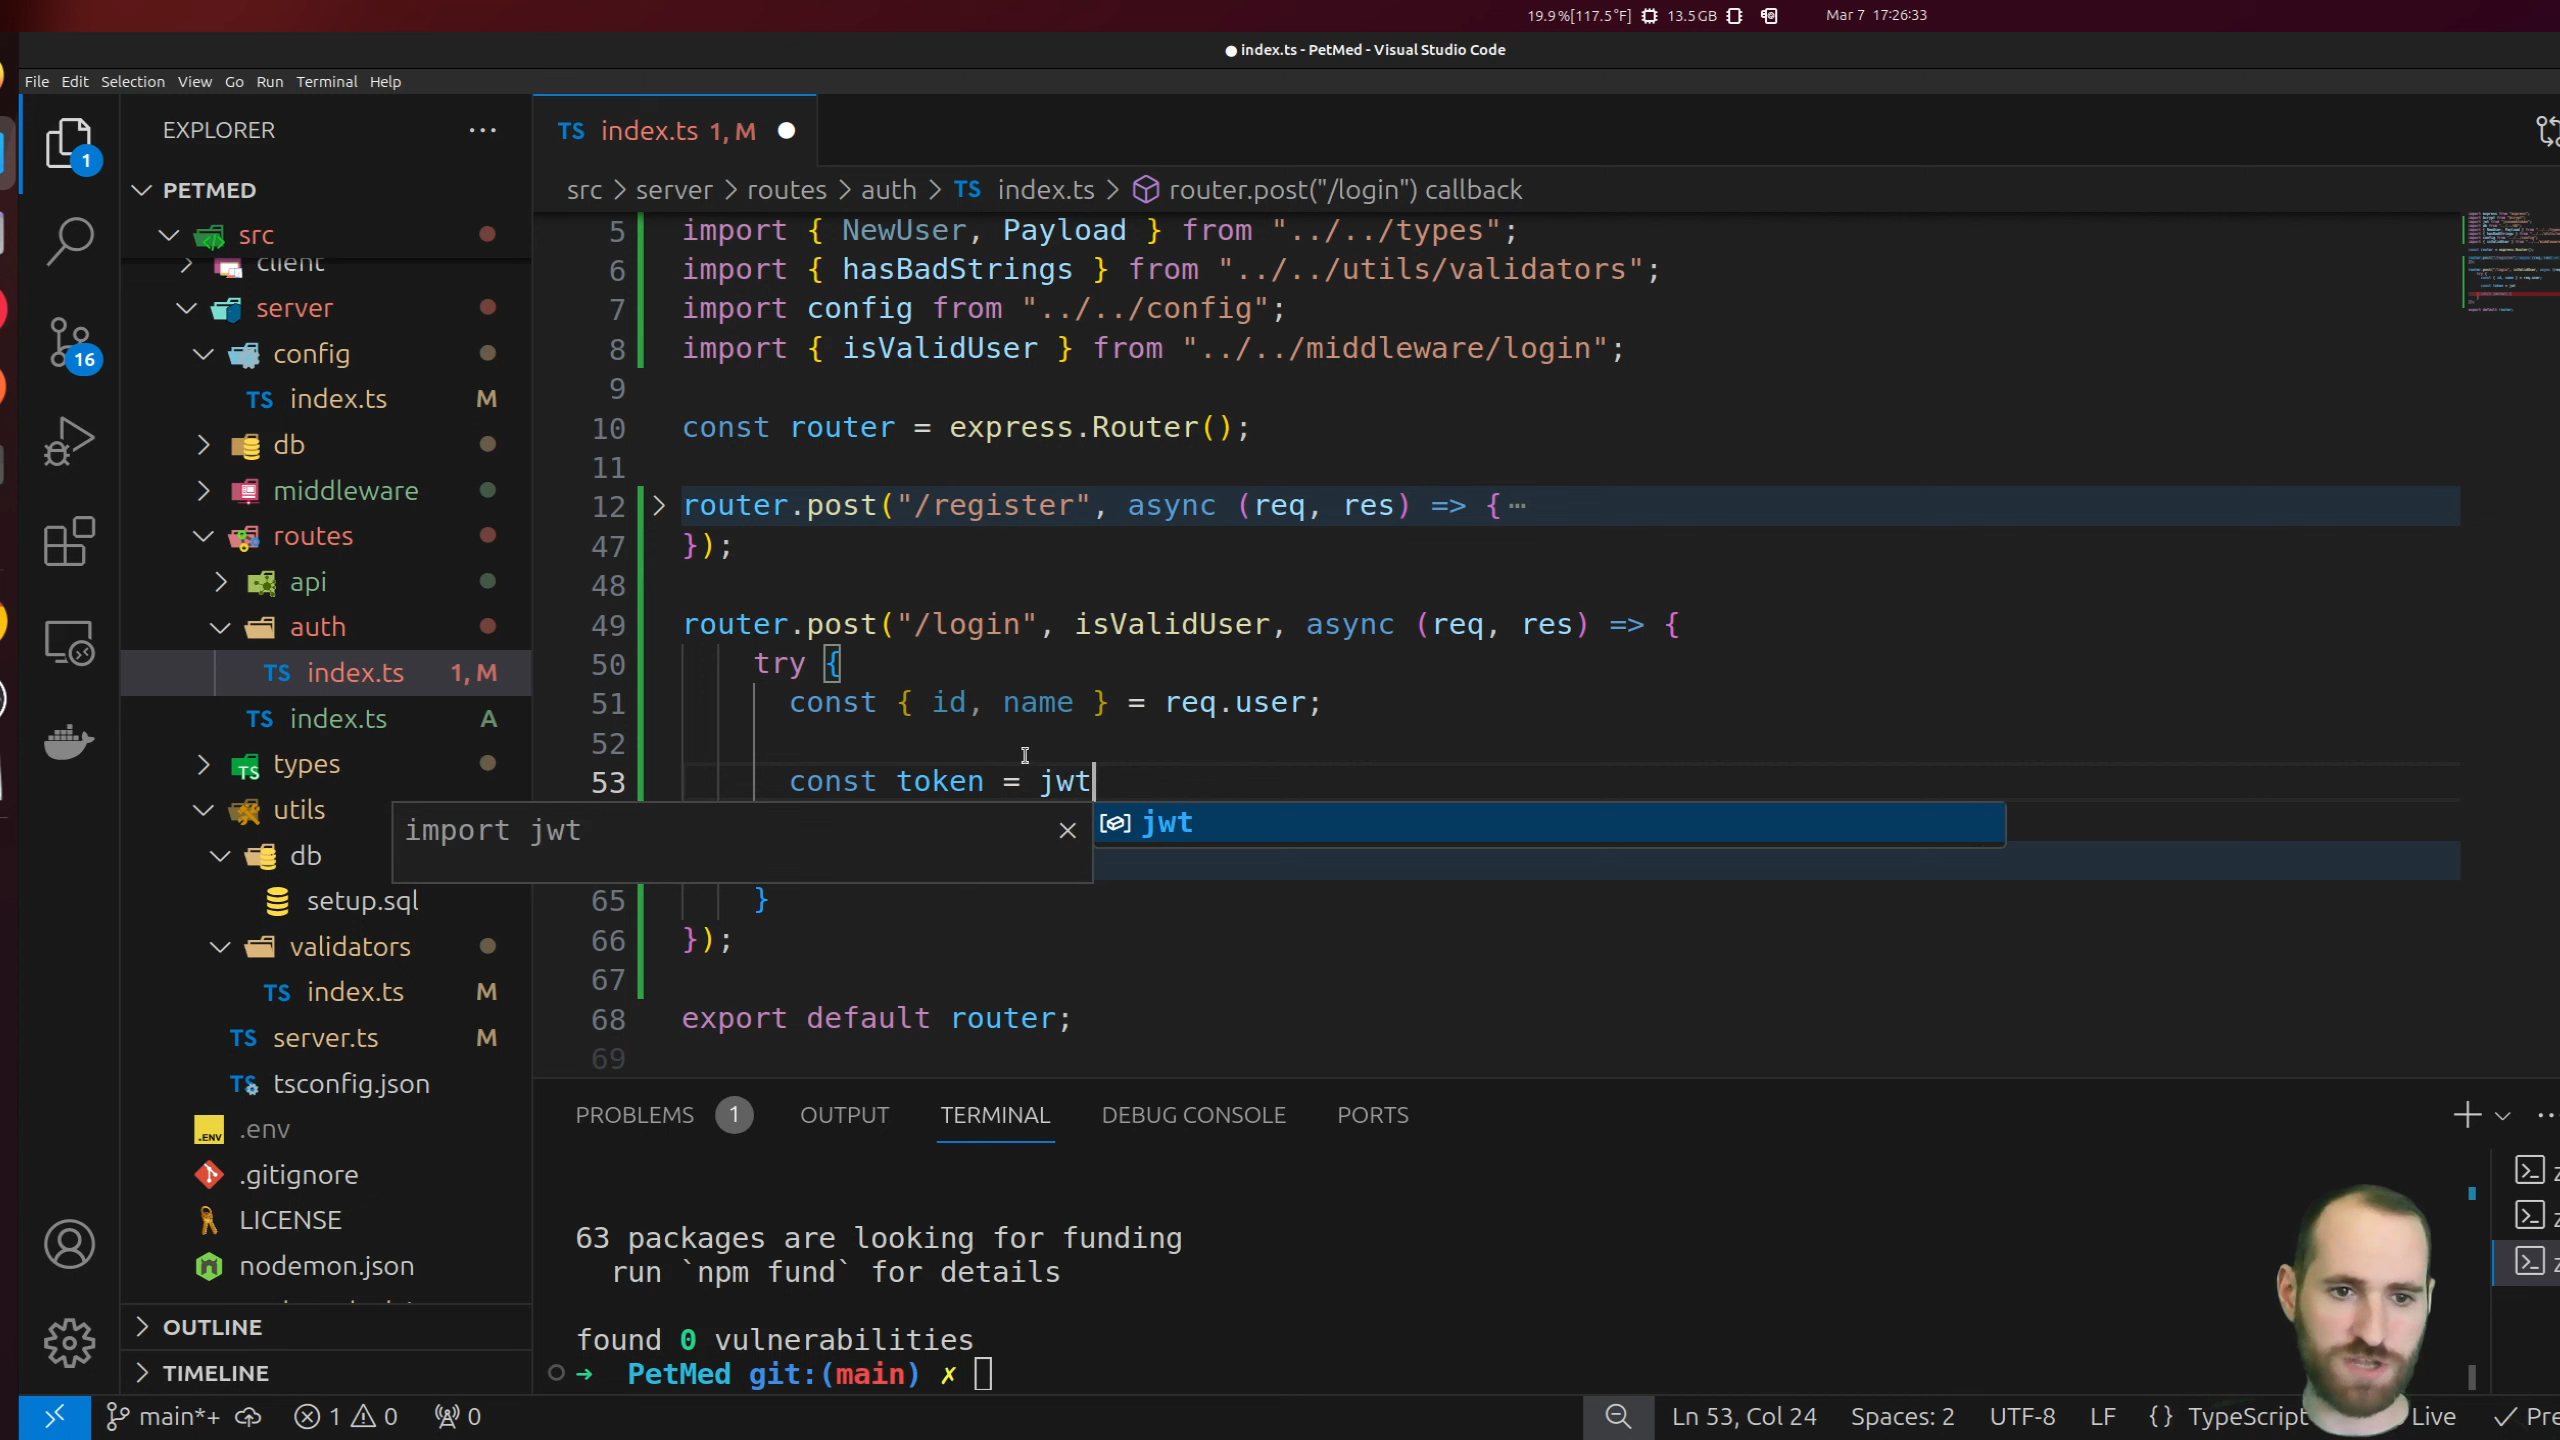 19.9%[117.5°F] 13.5GB Mar 7 17:26:33
● index.ts - PetMed - Visual Studio Code
File Edit Selection View Go Run Terminal Help
EXPLORER ···
PETMED
src
client
server
config
TS index.ts M
db
middleware
routes
api
auth
TS index.ts 1, M
TS index.ts A
types
utils
db
setup.sql
validators
TS index.ts M
TS server.ts M
TS tsconfig.json
.ENV .env
.gitignore
LICENSE
nodemon.json
OUTLINE
TIMELINE
1
16
TS index.ts 1, M ●
src > server > routes > auth > TS index.ts > router.post("/login") callback
5 import { NewUser, Payload } from "../../types";
6 import { hasBadStrings } from "../../utils/validators";
7 import config from "../../config";
8 import { isValidUser } from "../../middleware/login";
9
10 const router = express.Router();
11
12 router.post("/register", async (req, res) => {···
47 });
48
49 router.post("/login", isValidUser, async (req, res) => {
50 try {
51 const { id, name } = req.user;
52
53 const token = jwt
import jwt ×
jwt
65 }
66 });
67
68 export default router;
69
PROBLEMS 1 OUTPUT TERMINAL DEBUG CONSOLE PORTS
63 packages are looking for funding
run `npm fund` for details
found 0 vulnerabilities
➜ PetMed git:(main) ✗
main*+ 1 0 0 Ln 53, Col 24 Spaces: 2 UTF-8 LF {} TypeScript Live